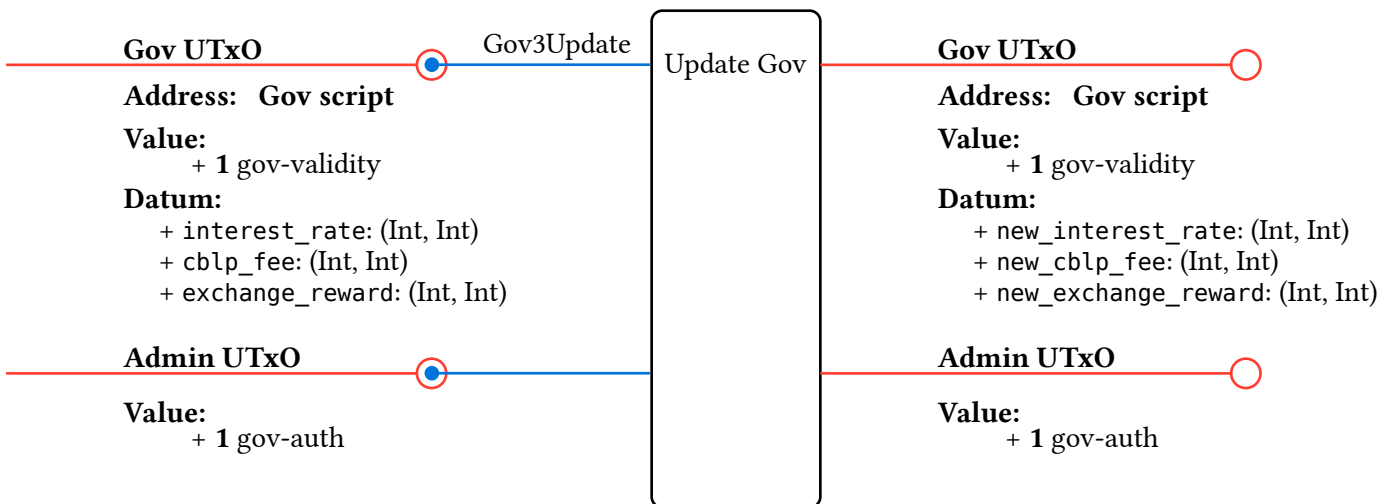 Gov UTxO
Address: Gov script
Value:
+ 1 gov-validity
Datum:
+ interest_rate: (Int, Int)
+ cblp_fee: (Int, Int)
+ exchange_reward: (Int, Int)
Admin UTxO
Value:
+ 1 gov-auth
Gov3Update
Update Gov
Gov UTxO
Address: Gov script
Value:
+ 1 gov-validity
Datum:
+ new_interest_rate: (Int, Int)
+ new_cblp_fee: (Int, Int)
+ new_exchange_reward: (Int, Int)
Admin UTxO
Value:
+ 1 gov-auth